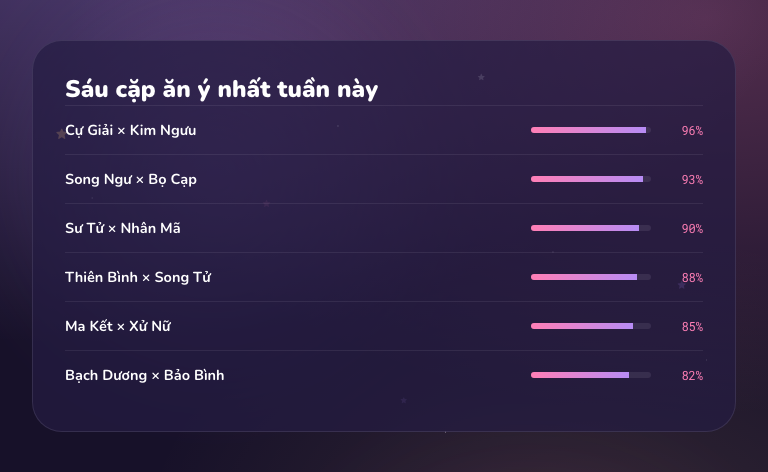 Sáu cặp ăn ý nhất tuần này
Cự Giải × Kim Ngưu 96%
Song Ngư × Bọ Cạp 93%
Sư Tử × Nhân Mã 90%
Thiên Bình × Song Tử 88%
Ma Kết × Xử Nữ 85%
Bạch Dương × Bảo Bình 82%